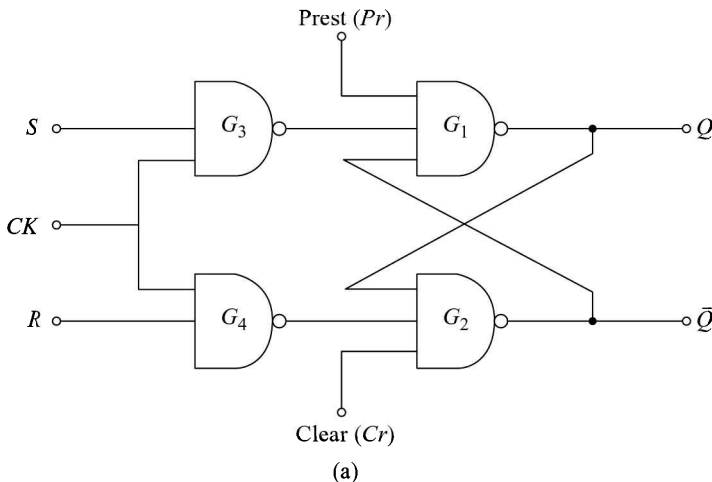 Prest (Pr)
S
G3
G1
Q
CK
R
G4
G2
Q̄
Clear (Cr)
(a)